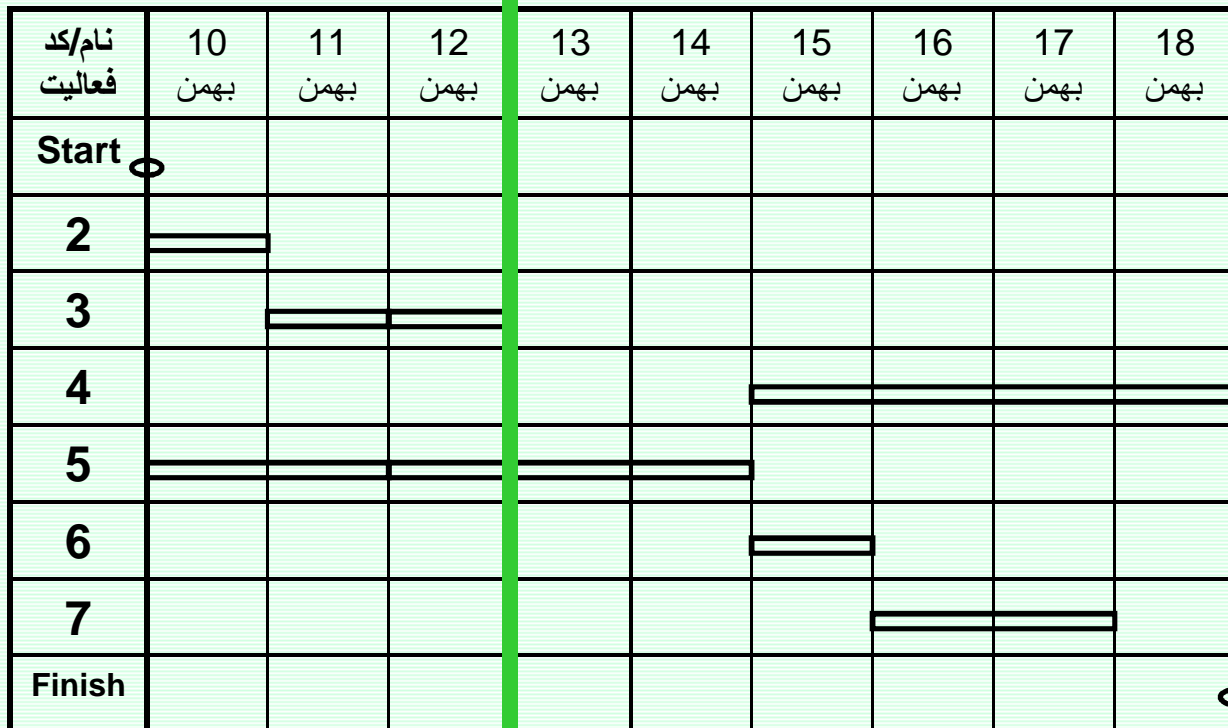 نام/کد
فعالیت
10
بهمن
11
بهمن
12
بهمن
13
بهمن
14
بهمن
15
بهمن
16
بهمن
17
بهمن
18
بهمن
Start
2
3
4
5
6
7
Finish